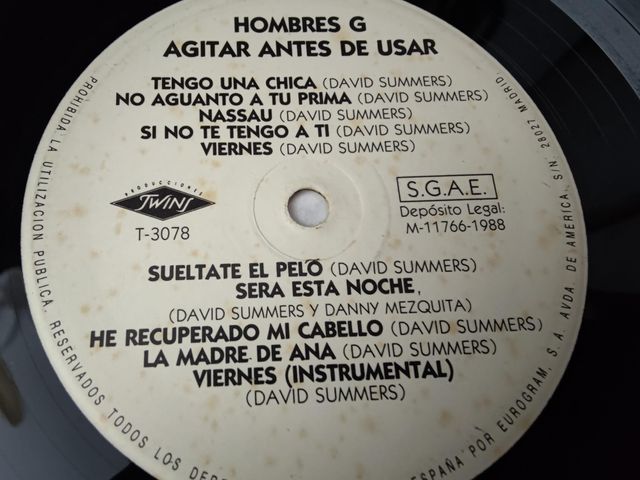 HOMBRES G
AGITAR ANTES DE USAR
TENGO UNA CHICA (DAVID SUMMERS)
NO AGUANTO A TU PRIMA (DAVID SUMMERS)
NASSAU (DAVID SUMMERS)
SI NO TE TENGO A TI (DAVID SUMMERS)
VIERNES (DAVID SUMMERS)
PRODUCCIONES
TWINS
T-3078
S.G.A.E.
Depósito Legal:
M-11766-1988
SUELTATE EL PELO (DAVID SUMMERS)
SERA ESTA NOCHE
(DAVID SUMMERS Y DANNY MEZQUITA)
HE RECUPERADO MI CABELLO (DAVID SUMMERS)
LA MADRE DE ANA (DAVID SUMMERS)
VIERNES (INSTRUMENTAL)
(DAVID SUMMERS)
PROHIBIDA LA UTILIZACION PUBLICA. RESERVADOS TODOS LOS
ESPAÑA POR EUROGRAM, S. A. AVDA. DE AMERICA, S/N. 28027 MADRID.